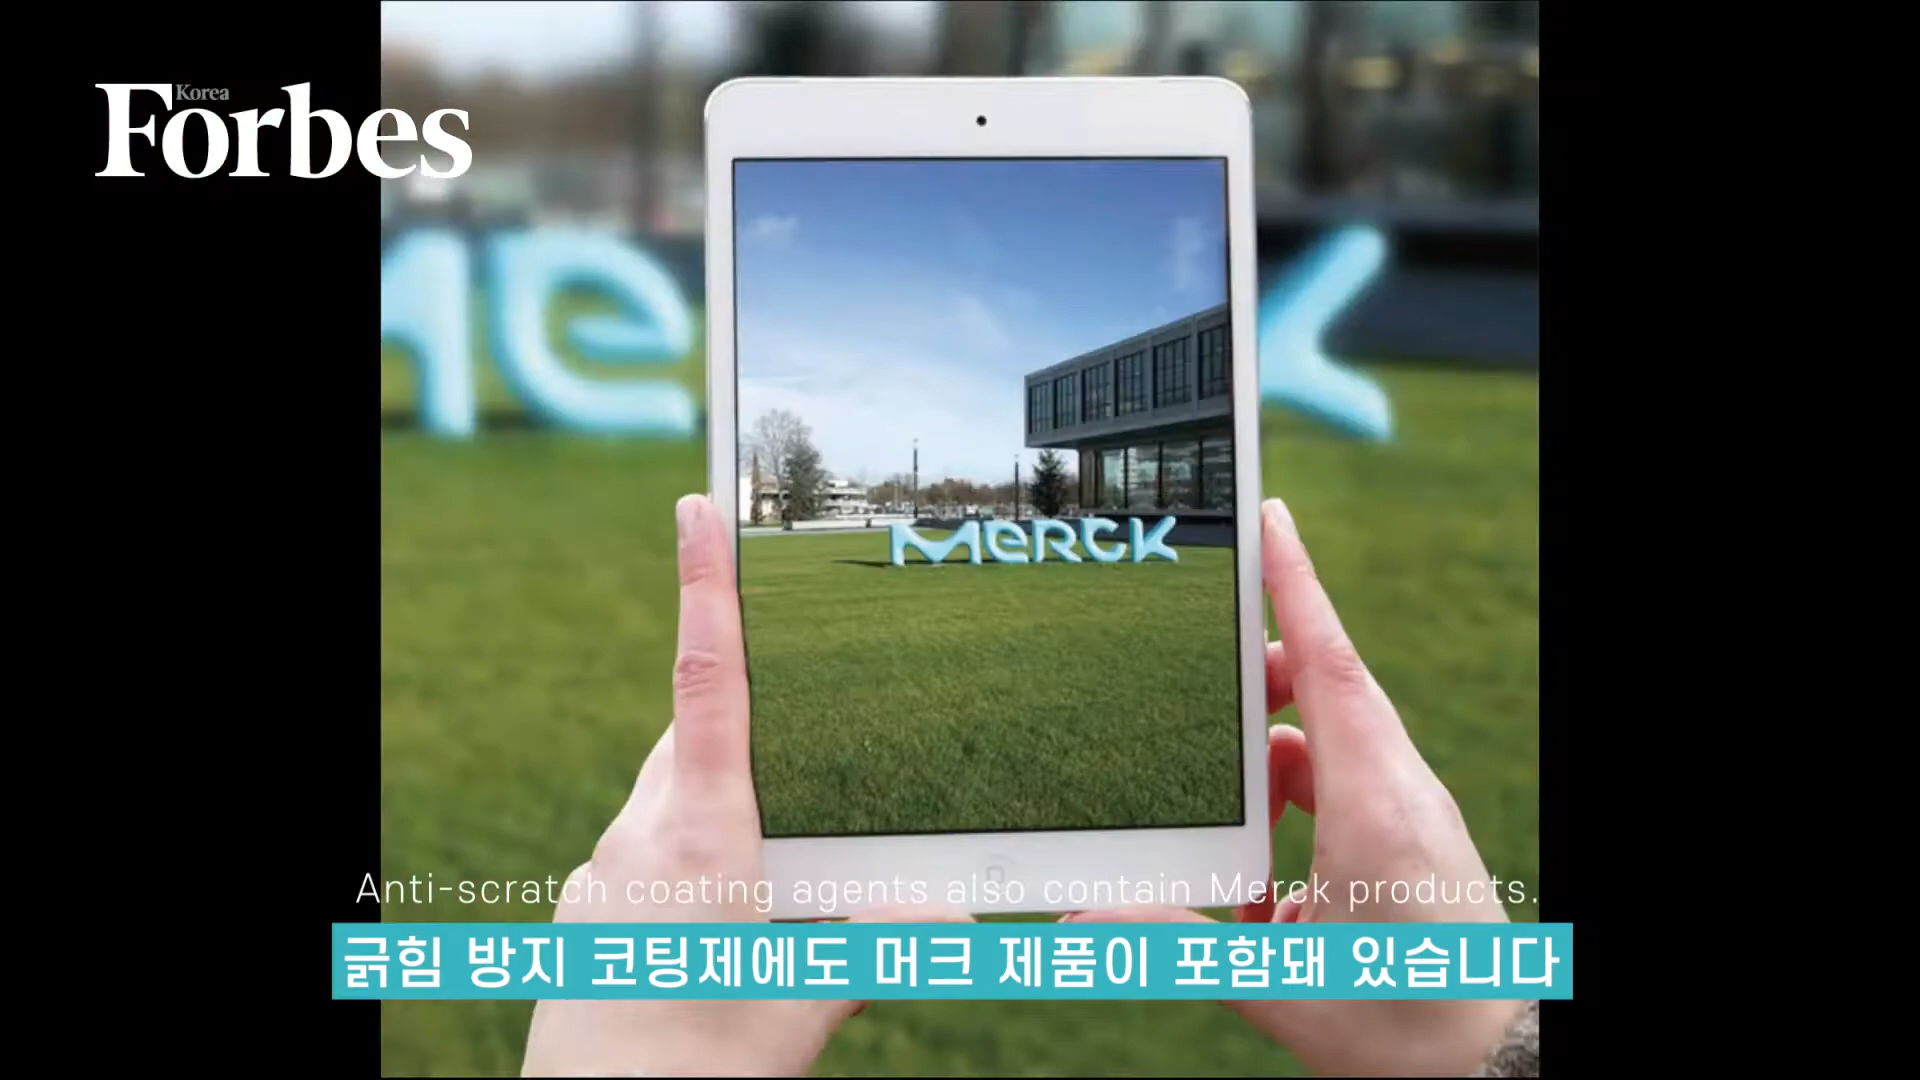 Korea
Forbes
Merck
Anti-scratch coating agents also contain Merck products.
긁힘 방지 코팅제에도 머크 제품이 포함돼 있습니다